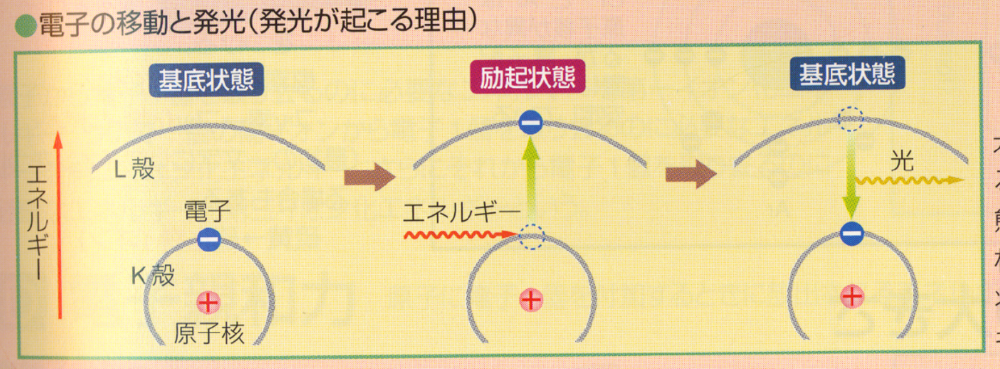 ●電子の移動と発光(発光が起こる理由)
基底状態
励起状態
基底状態
エネルギー
L殻
電子
K殻
原子核
エネルギー
光